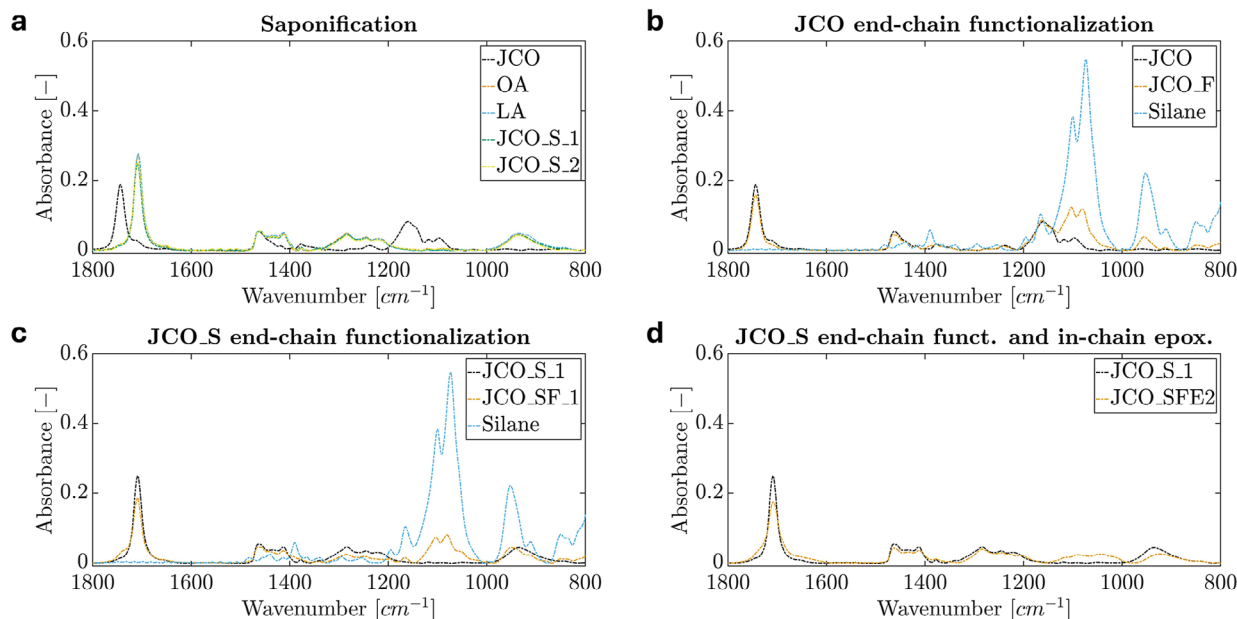 a
Saponification
0.6
0.4
0.2
0
Absorbance [−]
JCO
OA
LA
JCO_S_1
JCO_S_2
1800 1600 1400 1200 1000 800
Wavenumber [cm−1]
b
JCO end-chain functionalization
0.6
0.4
0.2
0
Absorbance [−]
JCO
JCO_F
Silane
1800 1600 1400 1200 1000 800
Wavenumber [cm−1]
c
JCO_S end-chain functionalization
0.6
0.4
0.2
0
Absorbance [−]
JCO_S_1
JCO_SF_1
Silane
1800 1600 1400 1200 1000 800
Wavenumber [cm−1]
d
JCO_S end-chain funct. and in-chain epox.
0.6
0.4
0.2
0
Absorbance [−]
JCO_S_1
JCO_SFE2
1800 1600 1400 1200 1000 800
Wavenumber [cm−1]